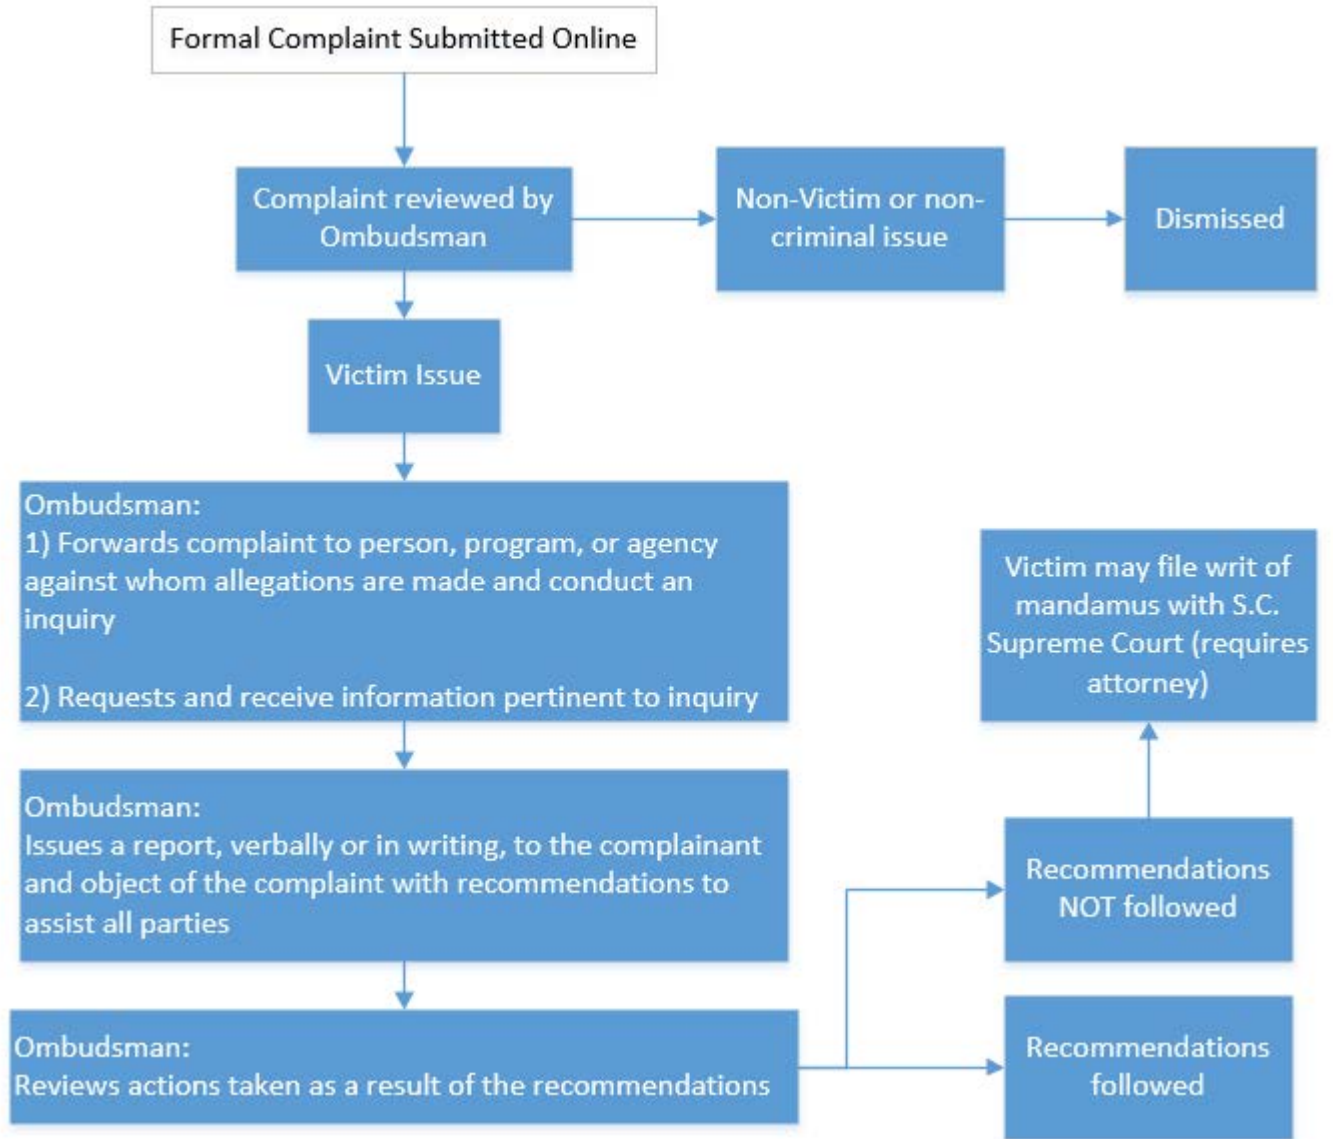 Formal Complaint Submitted Online
Complaint reviewed by
Ombudsman
Non-Victim or non-
criminal issue
Dismissed
Victim Issue
Ombudsman:
1) Forwards complaint to person, program, or agency
against whom allegations are made and conduct an
inquiry
2) Requests and receive information pertinent to inquiry
Victim may file writ of
mandamus with S.C.
Supreme Court (requires
attorney)
Ombudsman:
Issues a report, verbally or in writing, to the complainant
and object of the complaint with recommendations to
assist all parties
Recommendations
NOT followed
Ombudsman:
Reviews actions taken as a result of the recommendations
Recommendations
followed